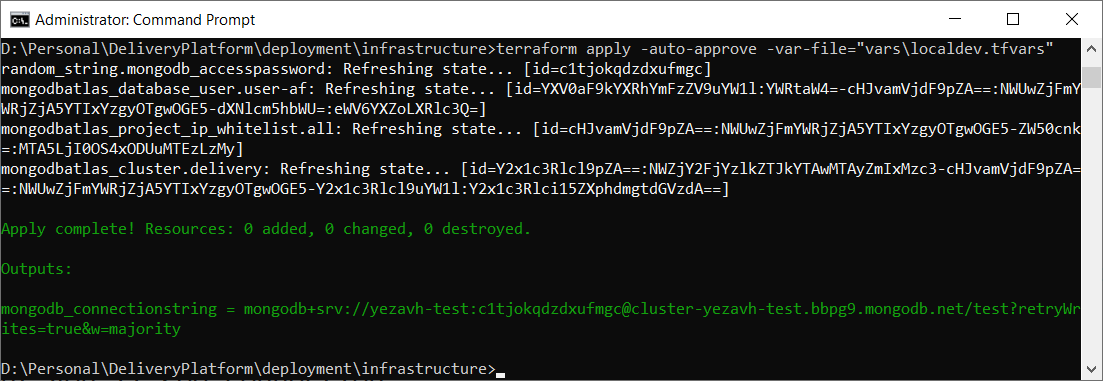 Administrator: Command Prompt
D:\Personal\DeliveryPlatform\deployment\infrastructure>terraform apply -auto-approve -var-file="vars\localdev.tfvars"
random_string.mongodb_accesspassword: Refreshing state... [id=c1tjokqdzdxufmgc]
mongodbatlas_database_user.user-af: Refreshing state... [id=YXV0aF9kYXRhYmFzZV9uYW1l:YWRtaW4=-cHJvamVjdF9pZA==:NWUwZjFmY
WRjZjA5YTIxYzgyOTgwOGE5-dXNlcm5hbWU=:eWV6YXZoLXRlc3Q=]
mongodbatlas_project_ip_whitelist.all: Refreshing state... [id=cHJvamVjdF9pZA==:NWUwZjFmYWRjZjA5YTIxYzgyOTgwOGE5-ZW50cnk
=:MTA5LjI0OS4xODUuMTEzLzMy]
mongodbatlas_cluster.delivery: Refreshing state... [id=Y2x1c3Rlcl9pZA==:NWZjY2FjYzlkZTJkYTAwMTAyZmIxMzc3-cHJvamVjdF9pZA=
=:NWUwZjFmYWRjZjA5YTIxYzgyOTgwOGE5-Y2x1c3Rlcl9uYW1l:Y2x1c3Rlci15ZXphdmgtdGVzdA==]
Apply complete! Resources: 0 added, 0 changed, 0 destroyed.
Outputs:
mongodb_connectionstring = mongodb+srv://yezavh-test:c1tjokqdzdxufmgc@cluster-yezavh-test.bbpg9.mongodb.net/test?retryWr
ites=true&w=majority
D:\Personal\DeliveryPlatform\deployment\infrastructure>